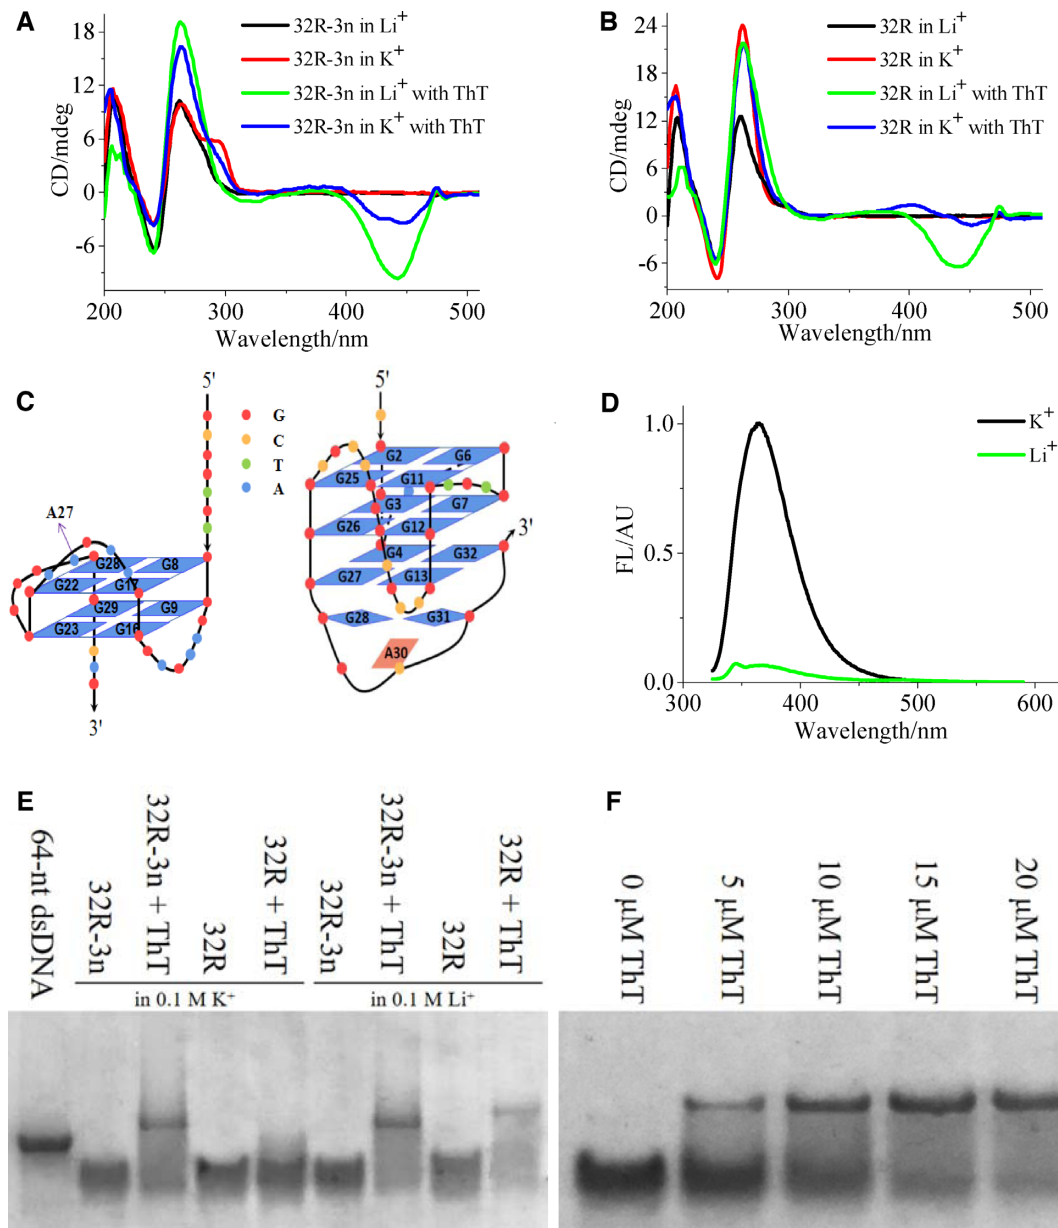 A
32R-3n in Li+
32R-3n in K+
32R-3n in Li+ with ThT
32R-3n in K+ with ThT
CD/mdeg
18
12
6
0
-6
200
300
400
500
Wavelength/nm
B
32R in Li+
32R in K+
32R in Li+ with ThT
32R in K+ with ThT
CD/mdeg
24
18
12
6
0
-6
200
300
400
500
Wavelength/nm
C
5'
G
C
T
A
A27
G28
G8
G22
G17
G29
G9
G23
G16
3'
5'
G2
G6
G25
G11
G3
G7
G26
G12
3'
G4
G32
G27
G13
G28
G31
A30
D
K+
Li+
FL/AU
1.0
0.5
0.0
300
400
500
600
Wavelength/nm
E
64-nt dsDNA
32R-3n
32R-3n + ThT
32R
32R + ThT
32R-3n
32R-3n + ThT
32R
32R + ThT
in 0.1 M K+
in 0.1 M Li+
F
0 μM ThT
5 μM ThT
10 μM ThT
15 μM ThT
20 μM ThT